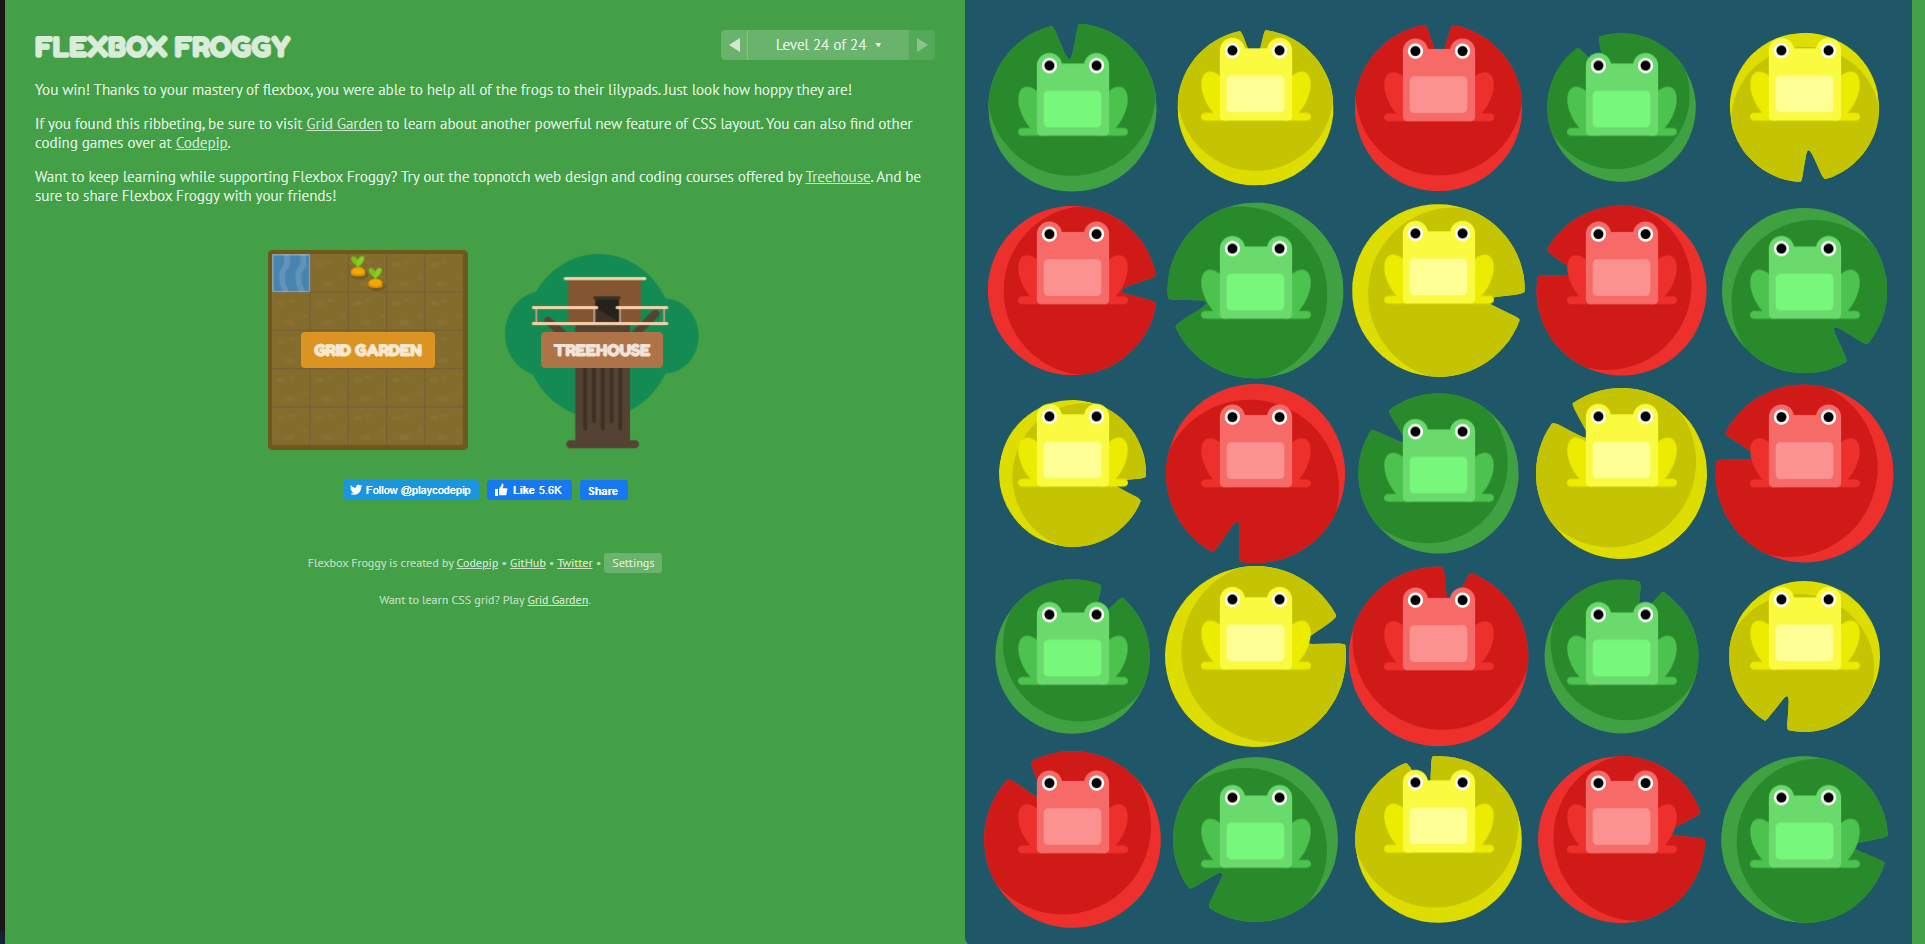 FLEXBOX FROGGY
Level 24 of 24
You win! Thanks to your mastery of flexbox, you were able to help all of the frogs to their lilypads. Just look how hoppy they are!
If you found this ribbeting, be sure to visit Grid Garden to learn about another powerful new feature of CSS layout. You can also find other
coding games over at Codepip.
Want to keep learning while supporting Flexbox Froggy? Try out the topnotch web design and coding courses offered by Treehouse. And be
sure to share Flexbox Froggy with your friends!
GRID GARDEN
TREEHOUSE
Follow @playcodepip
Like 5.6K
Share
Flexbox Froggy is created by Codepip • GitHub • Twitter • Settings
Want to learn CSS grid? Play Grid Garden.